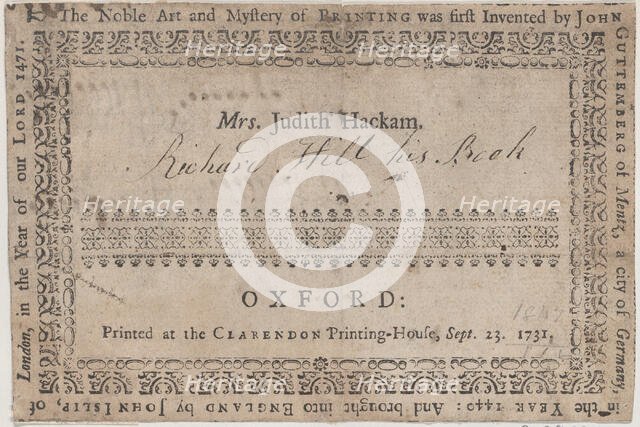 The Noble Art and Myſtery of PRINTING was firſt Invented by JOHN
GUTTEMBERG of Mentz, a city of Germany,
in the YEAR 1440: And brought into ENGLAND by JOHN ISLIP, of
London, in the Year of our LORD 1471.
Mrs. Judith Hackam.
Richard Hill his Book
OXFORD:
Printed at the CLARENDON Printing-Houſe, Sept. 23. 1731.
Heritage
Heritage
Heritage
Heritage
Heritage
Heritage
Heritage
Heritage